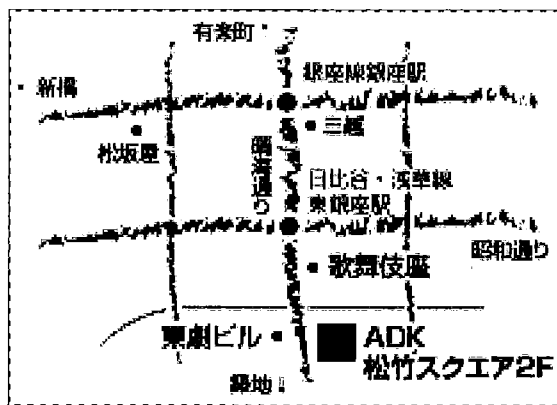 有楽町
・新橋
銀座線銀座駅
三越
松坂屋
晴海通り
日比谷・浅草線
東銀座駅
昭和通り
歌舞伎座
東劇ビル
ADK
松竹スクエア2F
築地